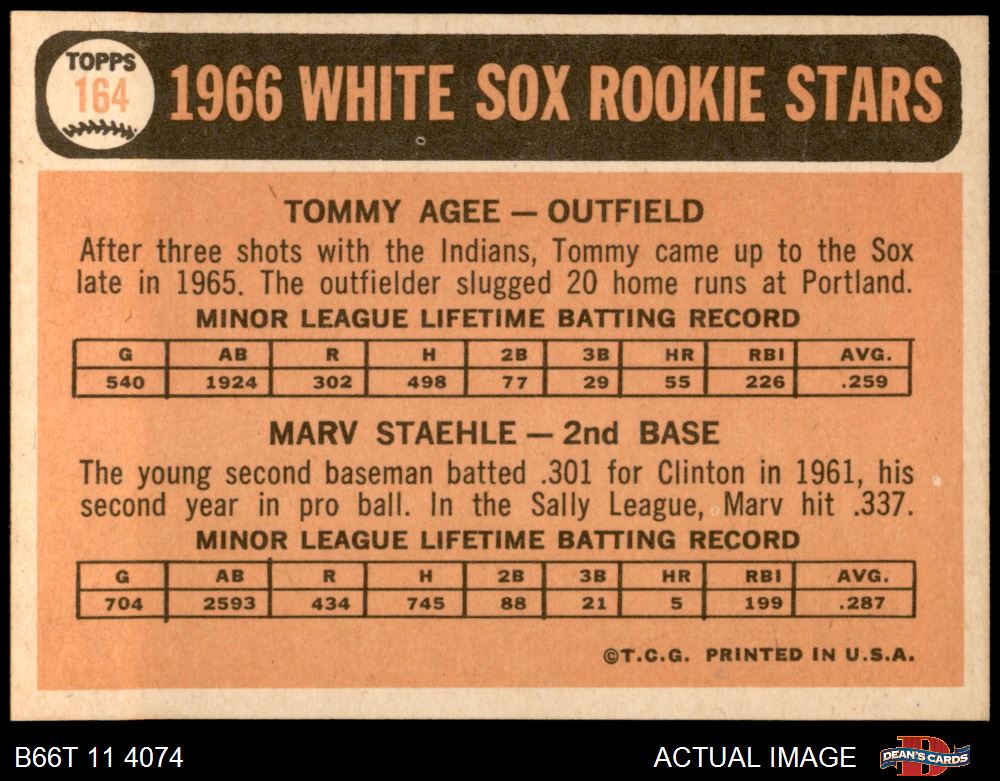 TOPPS
164
1966 WHITE SOX ROOKIE STARS
TOMMY AGEE — OUTFIELD
After three shots with the Indians, Tommy came up to the Sox
late in 1965. The outfielder slugged 20 home runs at Portland.
MINOR LEAGUE LIFETIME BATTING RECORD
G AB R H 2B 3B HR RBI AVG.
540 1924 302 498 77 29 55 226 .259
MARV STAEHLE — 2nd BASE
The young second baseman batted .301 for Clinton in 1961, his
second year in pro ball. In the Sally League, Marv hit .337.
MINOR LEAGUE LIFETIME BATTING RECORD
G AB R H 2B 3B HR RBI AVG.
704 2593 434 745 88 21 5 199 .287
©T.C.G. PRINTED IN U.S.A.
B66T 11 4074 ACTUAL IMAGE DEAN'S CARDS